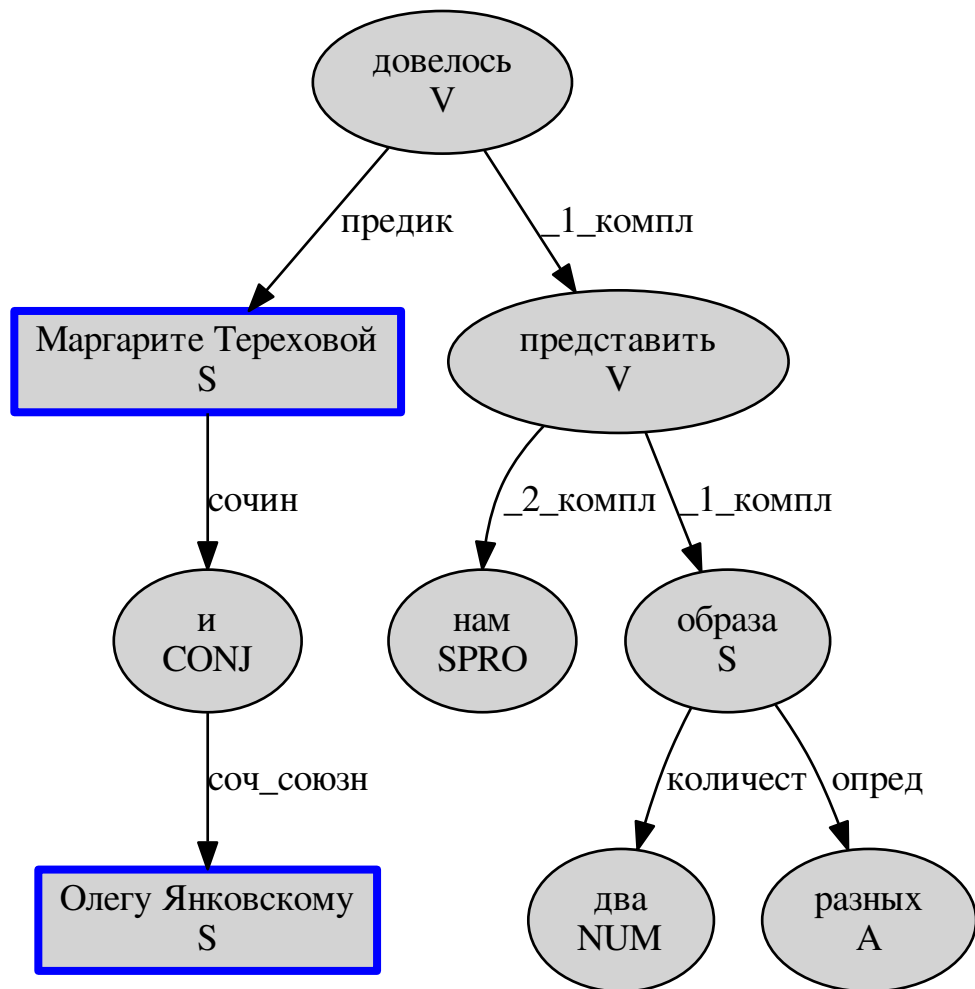 довелось
V
предик
_1_компл
Маргарите Тереховой
S
представить
V
сочин
_2_компл
_1_компл
и
CONJ
нам
SPRO
образа
S
соч_союзн
количест
опред
Олегу Янковскому
S
два
NUM
разных
A